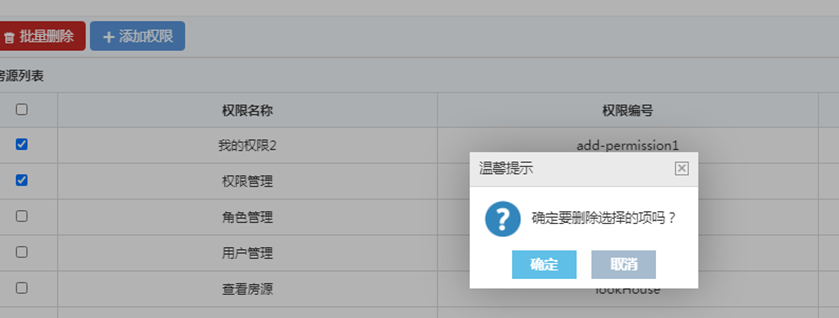 批量删除 添加权限
房源列表
权限名称 权限编号
我的权限2 add-permission1
权限管理
角色管理
用户管理
查看房源 lookHouse
温馨提示
确定要删除选择的项吗？
确定 取消